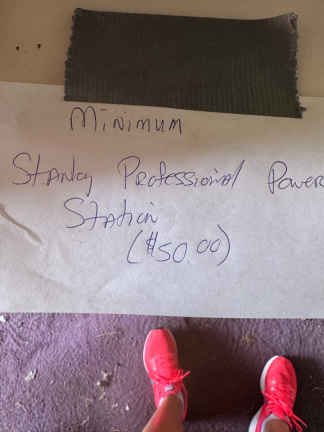 Minimum
Stanley Professional Power
Station
($50.00)